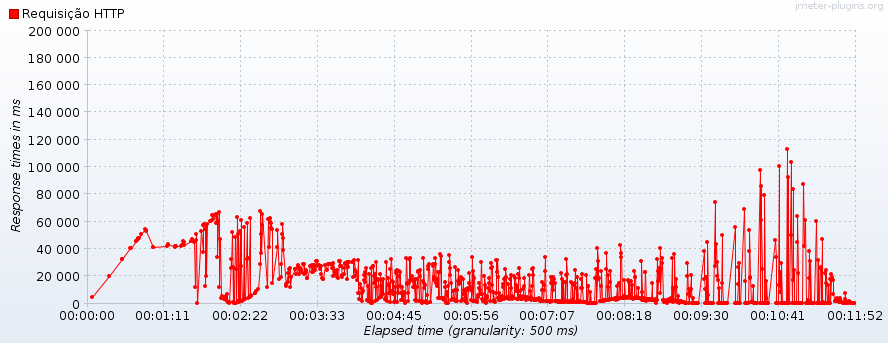 jmeter-plugins.org
Requisição HTTP
200 000
180 000
160 000
140 000
120 000
100 000
80 000
60 000
40 000
20 000
0
Response times in ms
00:00:00 00:01:11 00:02:22 00:03:33 00:04:45 00:05:56 00:07:07 00:08:18 00:09:30 00:10:41 00:11:52
Elapsed time (granularity: 500 ms)